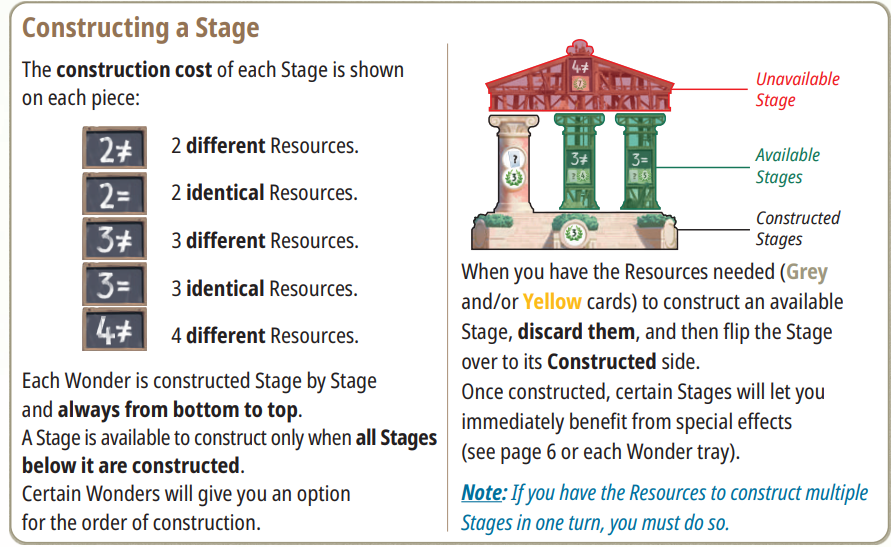 Constructing a Stage
The construction cost of each Stage is shown
on each piece:
2≠ 2 different Resources.
2= 2 identical Resources.
3≠ 3 different Resources.
3= 3 identical Resources.
4≠ 4 different Resources.
Each Wonder is constructed Stage by Stage
and always from bottom to top.
A Stage is available to construct only when all Stages
below it are constructed.
Certain Wonders will give you an option
for the order of construction.
4≠
7
Unavailable
Stage
?
3
3≠
? 4
3=
? 5
Available
Stages
3
Constructed
Stages
When you have the Resources needed (Grey
and/or Yellow cards) to construct an available
Stage, discard them, and then flip the Stage
over to its Constructed side.
Once constructed, certain Stages will let you
immediately benefit from special effects
(see page 6 or each Wonder tray).
Note: If you have the Resources to construct multiple
Stages in one turn, you must do so.